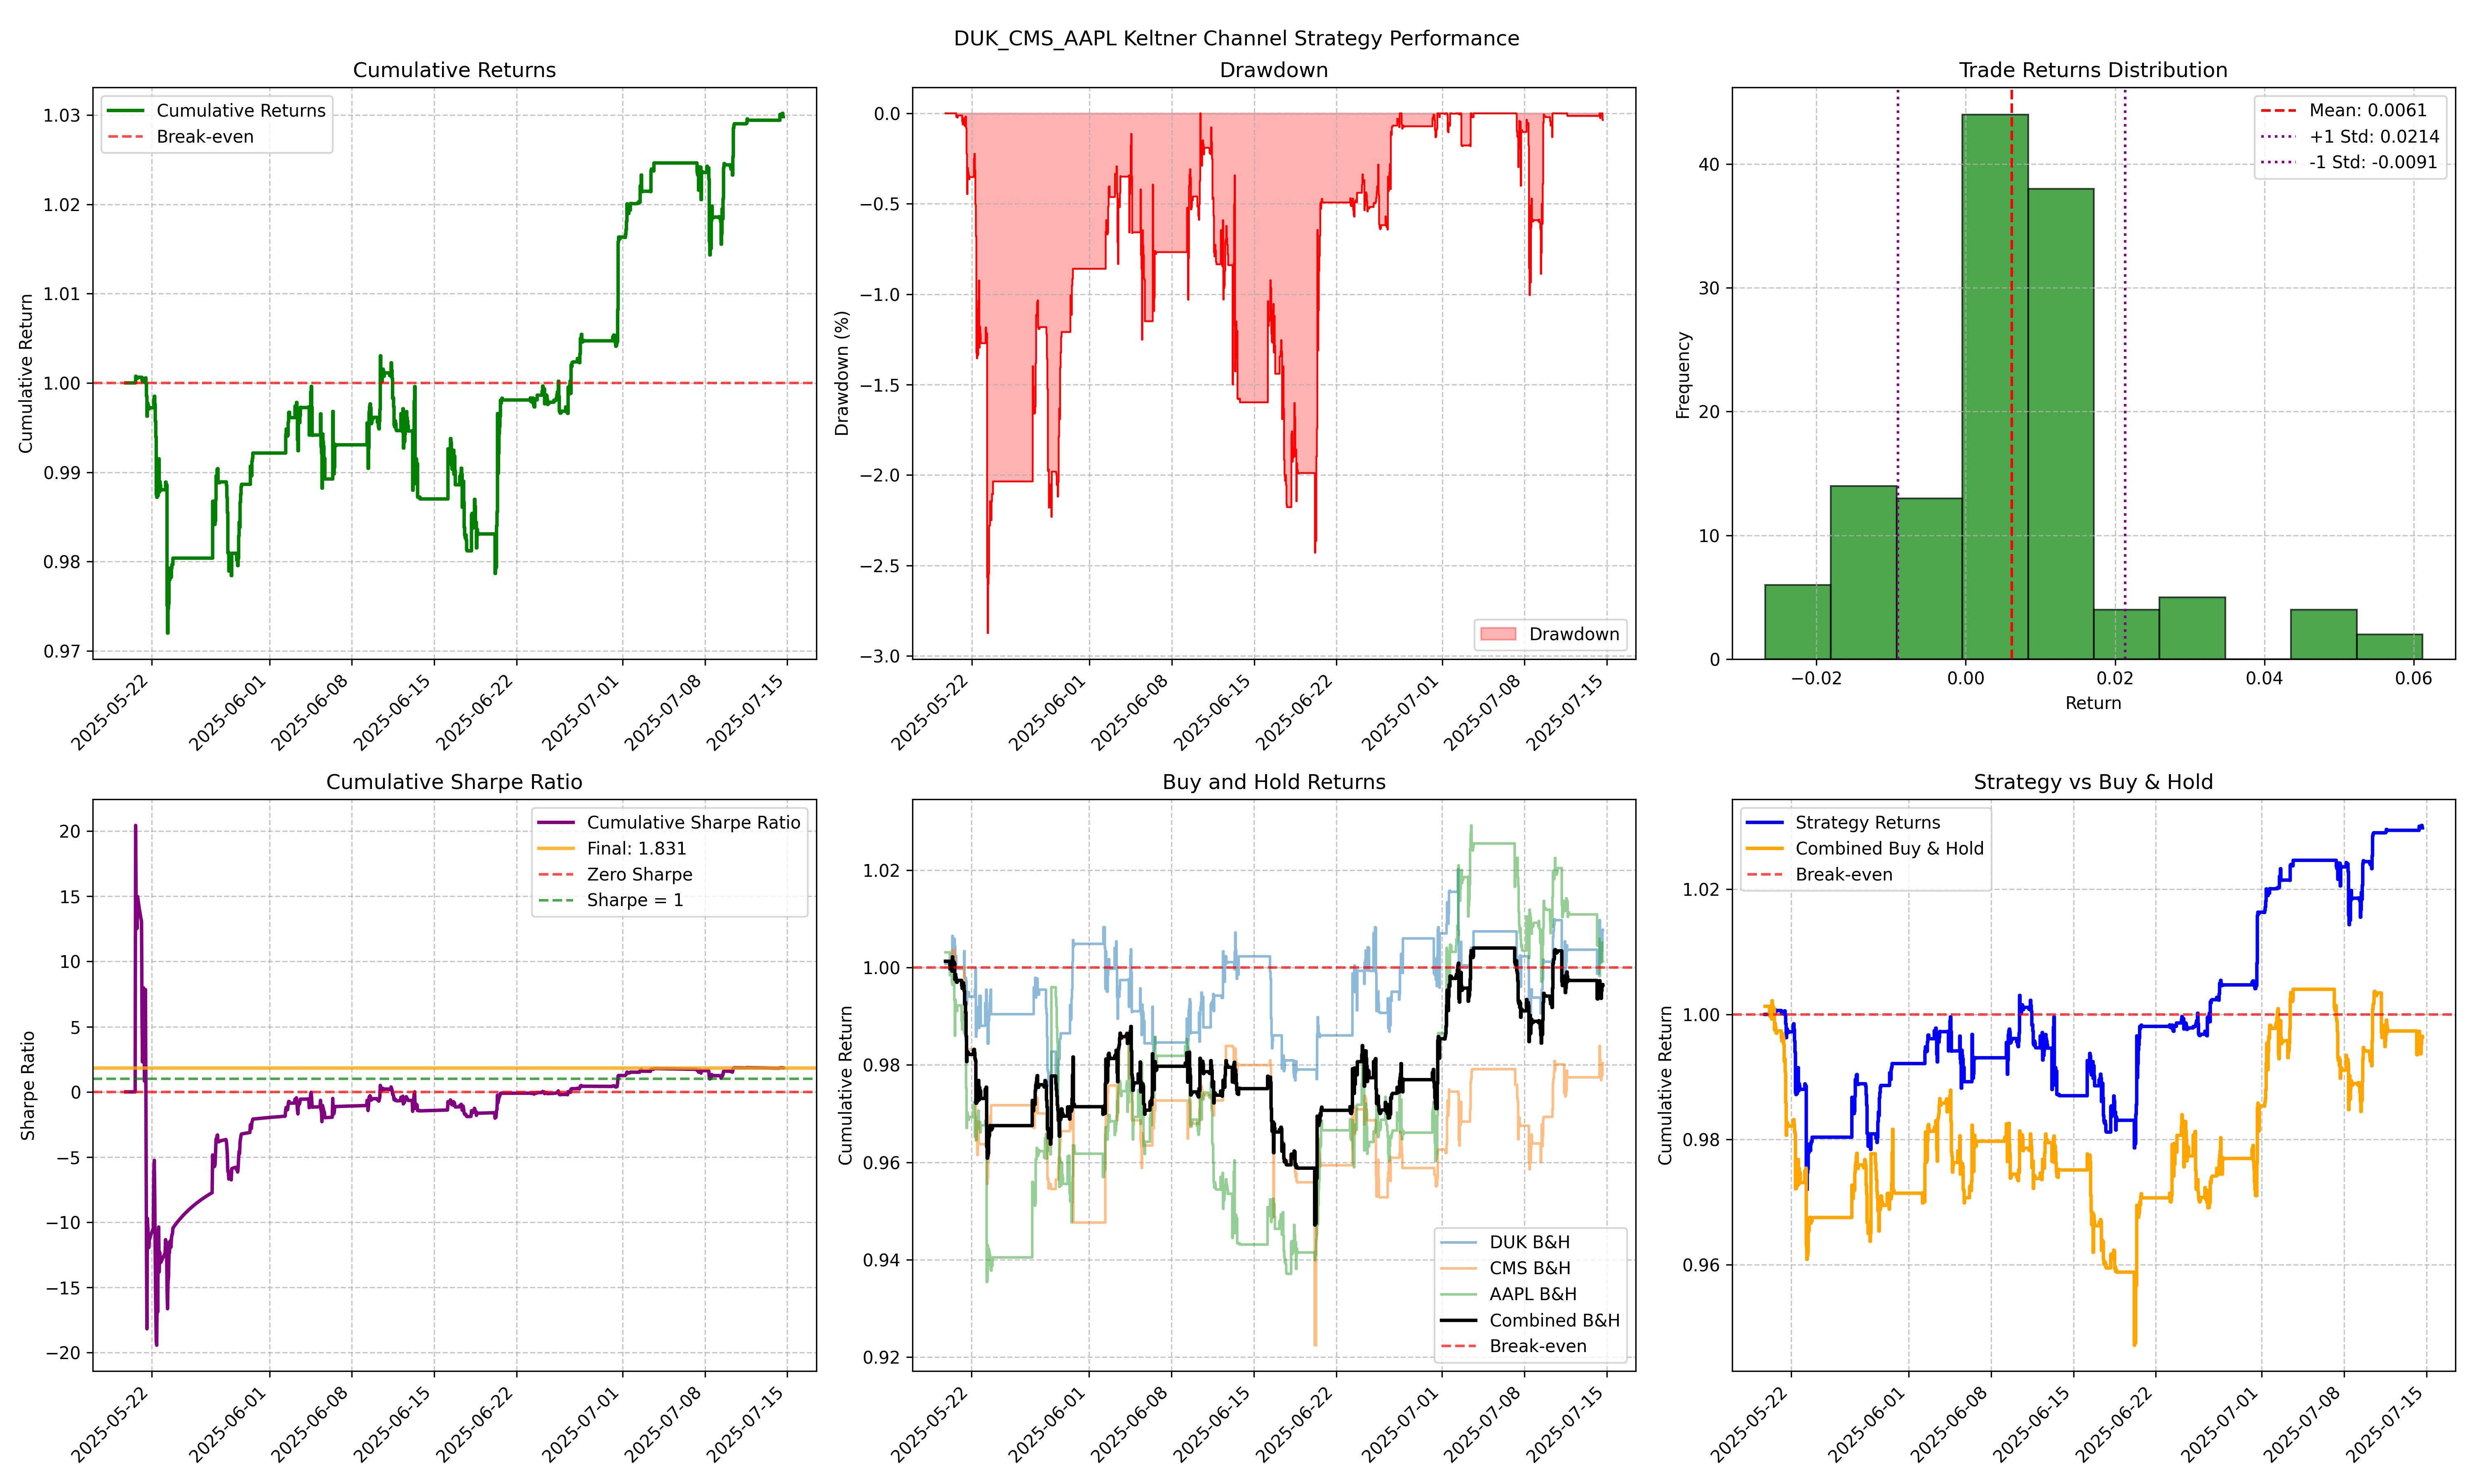 DUK_CMS_AAPL Keltner Channel Strategy Performance
Cumulative Returns
Cumulative Returns
Break-even
Cumulative Return
1.03
1.02
1.01
1.00
0.99
0.98
0.97
2025-05-22
2025-06-01
2025-06-08
2025-06-15
2025-06-22
2025-07-01
2025-07-08
2025-07-15
Drawdown
Drawdown (%)
0.0
−0.5
−1.0
−1.5
−2.0
−2.5
−3.0
Drawdown
2025-05-22
2025-06-01
2025-06-08
2025-06-15
2025-06-22
2025-07-01
2025-07-08
2025-07-15
Trade Returns Distribution
Mean: 0.0061
+1 Std: 0.0214
-1 Std: -0.0091
Frequency
40
30
20
10
0
−0.02
0.00
0.02
0.04
0.06
Return
Cumulative Sharpe Ratio
Cumulative Sharpe Ratio
Final: 1.831
Zero Sharpe
Sharpe = 1
Sharpe Ratio
20
15
10
5
0
−5
−10
−15
−20
2025-05-22
2025-06-01
2025-06-08
2025-06-15
2025-06-22
2025-07-01
2025-07-08
2025-07-15
Buy and Hold Returns
Cumulative Return
1.02
1.00
0.98
0.96
0.94
0.92
DUK B&H
CMS B&H
AAPL B&H
Combined B&H
Break-even
2025-05-22
2025-06-01
2025-06-08
2025-06-15
2025-06-22
2025-07-01
2025-07-08
2025-07-15
Strategy vs Buy & Hold
Strategy Returns
Combined Buy & Hold
Break-even
Cumulative Return
1.02
1.00
0.98
0.96
2025-05-22
2025-06-01
2025-06-08
2025-06-15
2025-06-22
2025-07-01
2025-07-08
2025-07-15